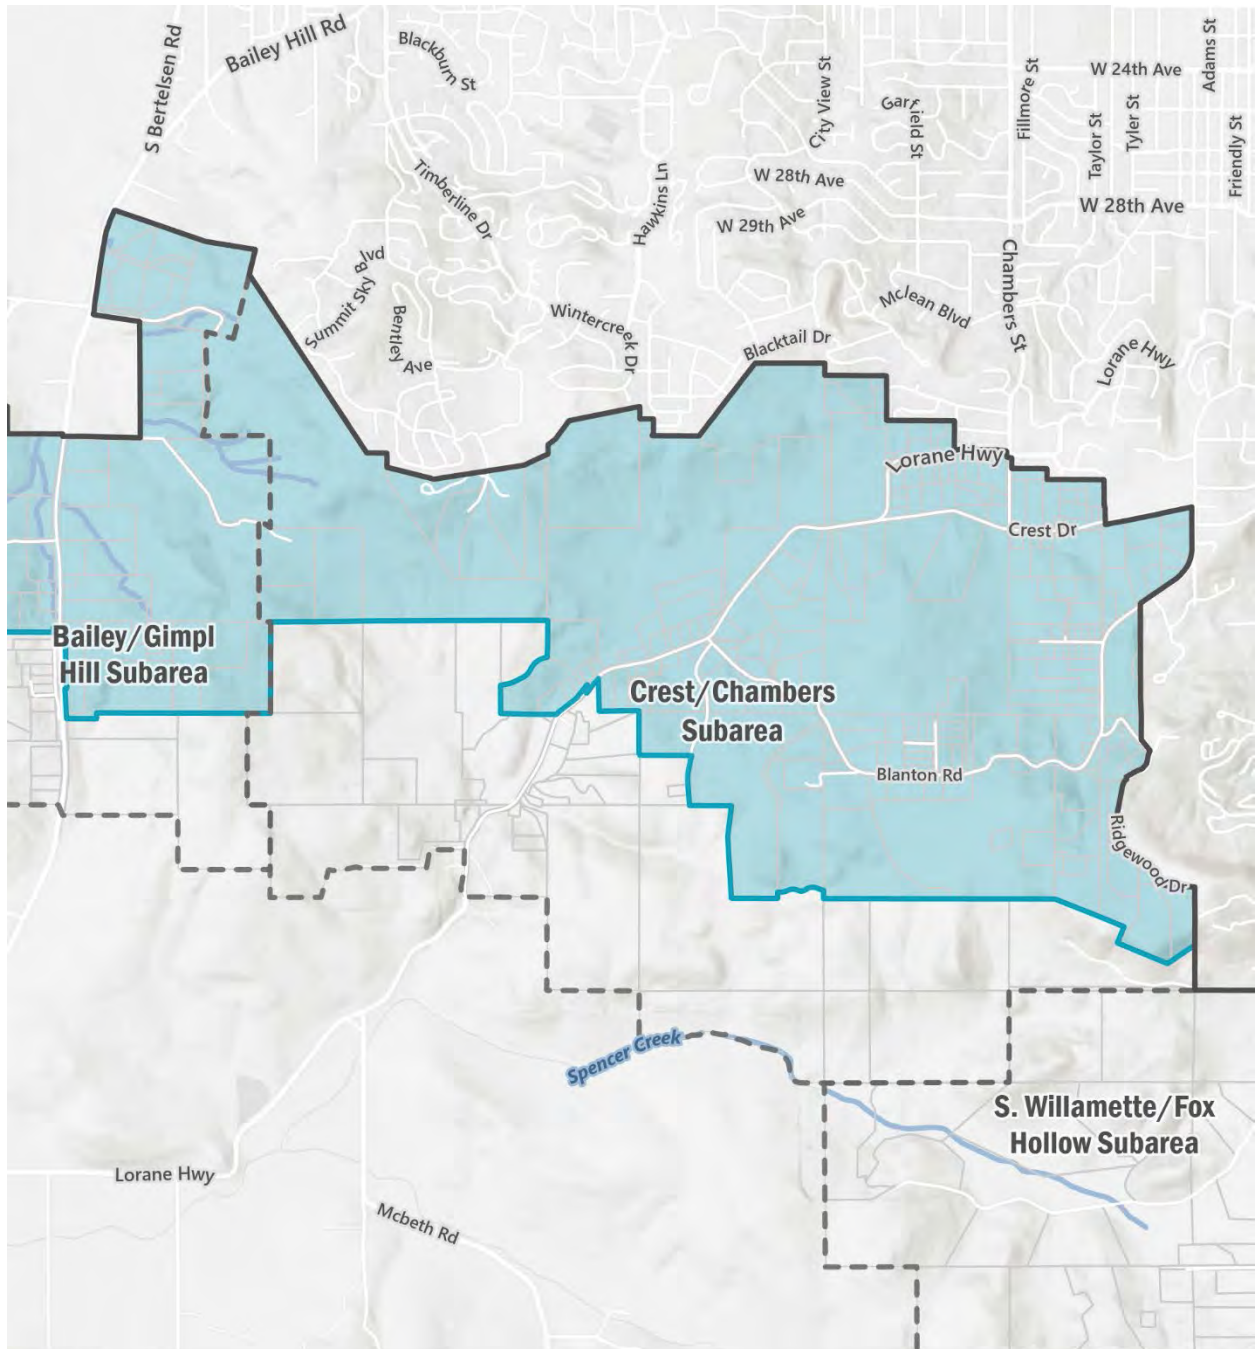 S Bertelsen Rd
Bailey Hill Rd
Blackburn St
City View St
Garfield St
Fillmore St
W 24th Ave
Adams St
Taylor St
Tyler St
Friendly St
Timberline Dr
Hawkins Ln
W 28th Ave
W 28th Ave
W 29th Ave
Summit Sky Blvd
Bentley Ave
Wintercreek Dr
Blacktail Dr
Mclean Blvd
Chambers St
Lorane Hwy
Lorane Hwy
Crest Dr
Bailey/Gimpl
Hill Subarea
Crest/Chambers
Subarea
Blanton Rd
Ridgewood Dr
Spencer Creek
S. Willamette/Fox
Hollow Subarea
Lorane Hwy
Mcbeth Rd